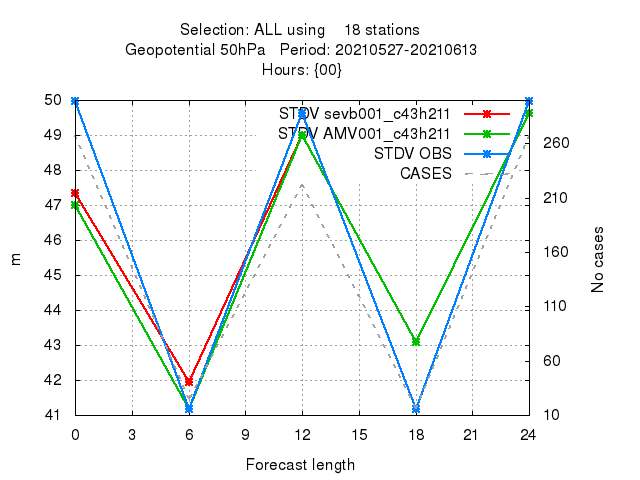 Selection: ALL using 18 stations
Geopotential 50hPa Period: 20210527-20210613
Hours: {00}
STDV sevb001_c43h211
STDV AMV001_c43h211
STDV OBS
CASES
50
49
48
47
46
45
44
43
42
41
m
260
210
160
110
60
10
No cases
0 3 6 9 12 15 18 21 24
Forecast length